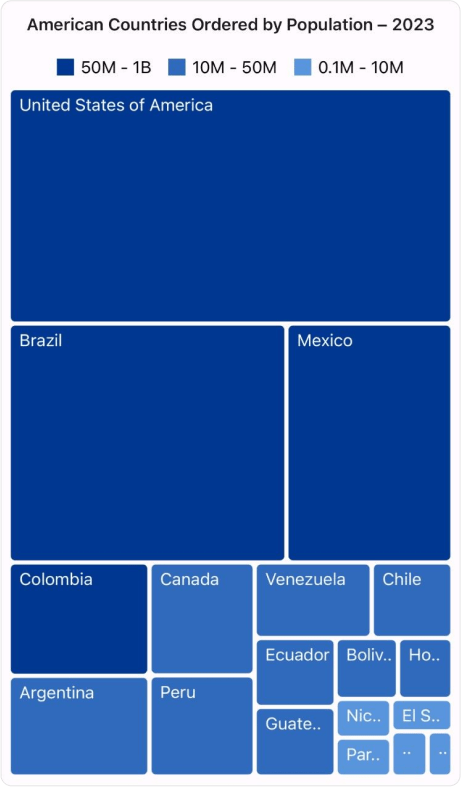 American Countries Ordered by Population – 2023
50M - 1B 10M - 50M 0.1M - 10M
United States of America
Brazil
Mexico
Colombia
Canada
Venezuela
Chile
Ecuador
Boliv..
Ho..
Argentina
Peru
Guate..
Nic..
El S..
Par..
..
..